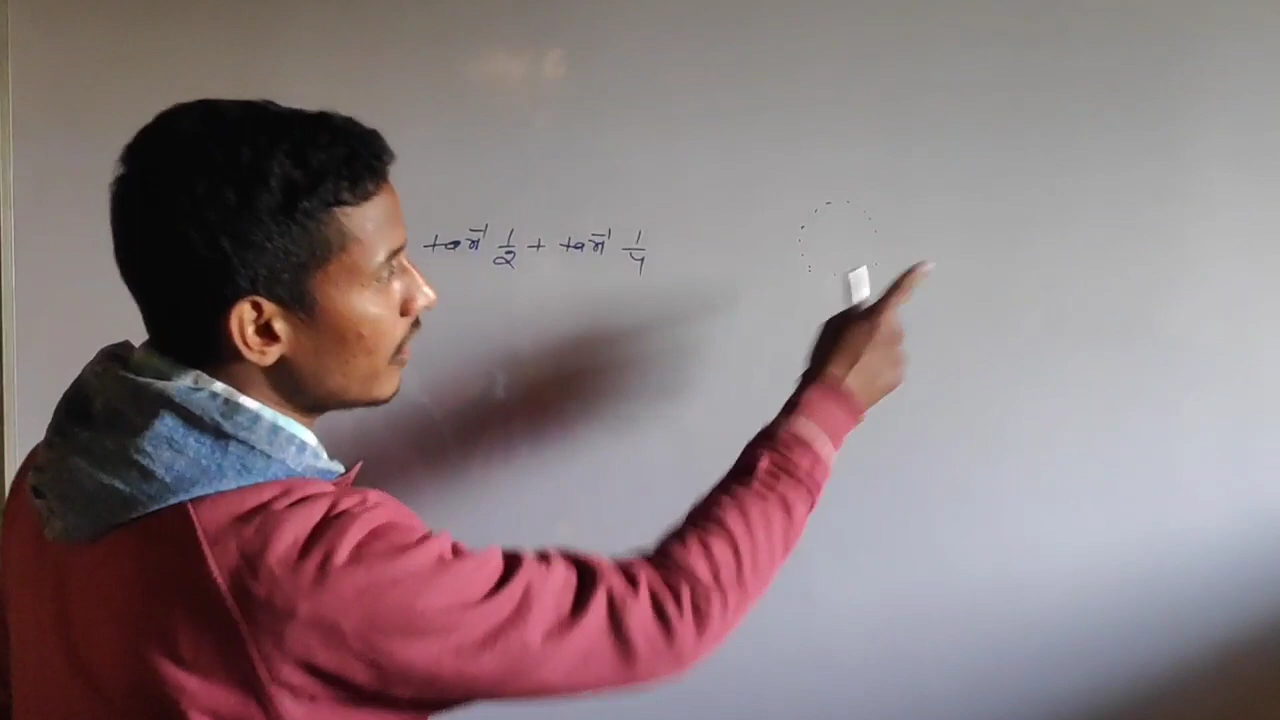 tan⁻¹ 1/2 + tan⁻¹ 1/4